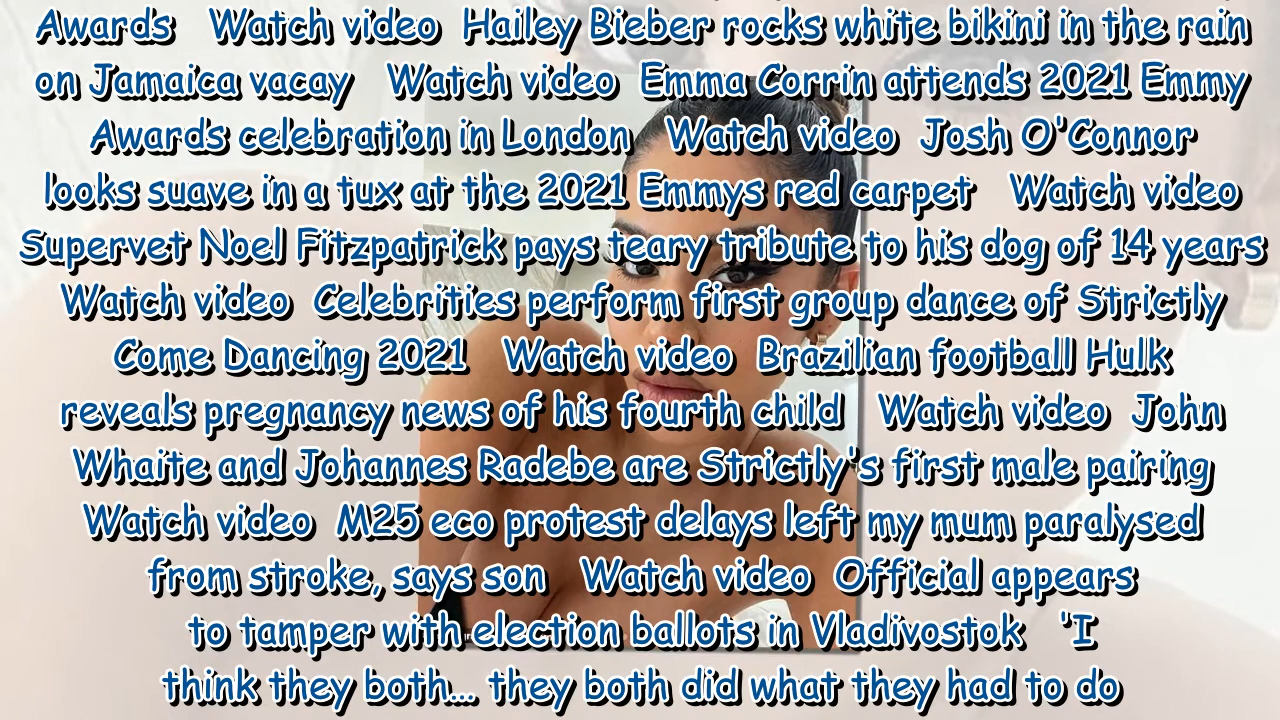 Awards Watch video Hailey Bieber rocks white bikini in the rain
on Jamaica vacay Watch video Emma Corrin attends 2021 Emmy
Awards celebration in London Watch video Josh O'Connor
looks suave in a tux at the 2021 Emmys red carpet Watch video
Supervet Noel Fitzpatrick pays teary tribute to his dog of 14 years
Watch video Celebrities perform first group dance of Strictly
Come Dancing 2021 Watch video Brazilian football Hulk
reveals pregnancy news of his fourth child Watch video John
Whaite and Johannes Radebe are Strictly's first male pairing
Watch video M25 eco protest delays left my mum paralysed
from stroke, says son Watch video Official appears
to tamper with election ballots in Vladivostok 'I
think they both... they both did what they had to do